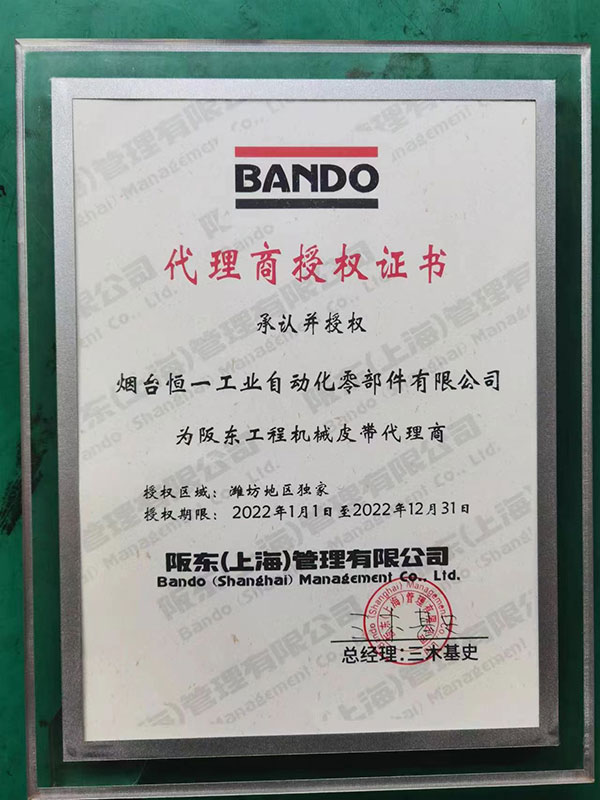 BANDO
代理商授权证书
承认并授权
烟台恒一工业自动化零部件有限公司
为阪东工程机械皮带代理商
授权区域：潍坊地区独家
授权期限：2022年1月1日至2022年12月31日
阪东(上海)管理有限公司
Bando (Shanghai) Management Co., Ltd.
总经理:三木基史